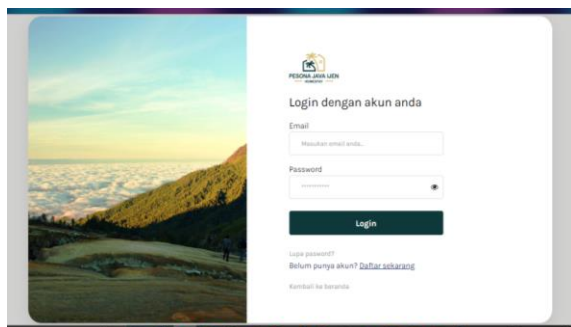 PESONA JAVA IJEN
Login dengan akun anda
Email
Masukan email anda..
Password
Login
Lupa password?
Belum punya akun? Daftar sekarang
Kembali ke beranda